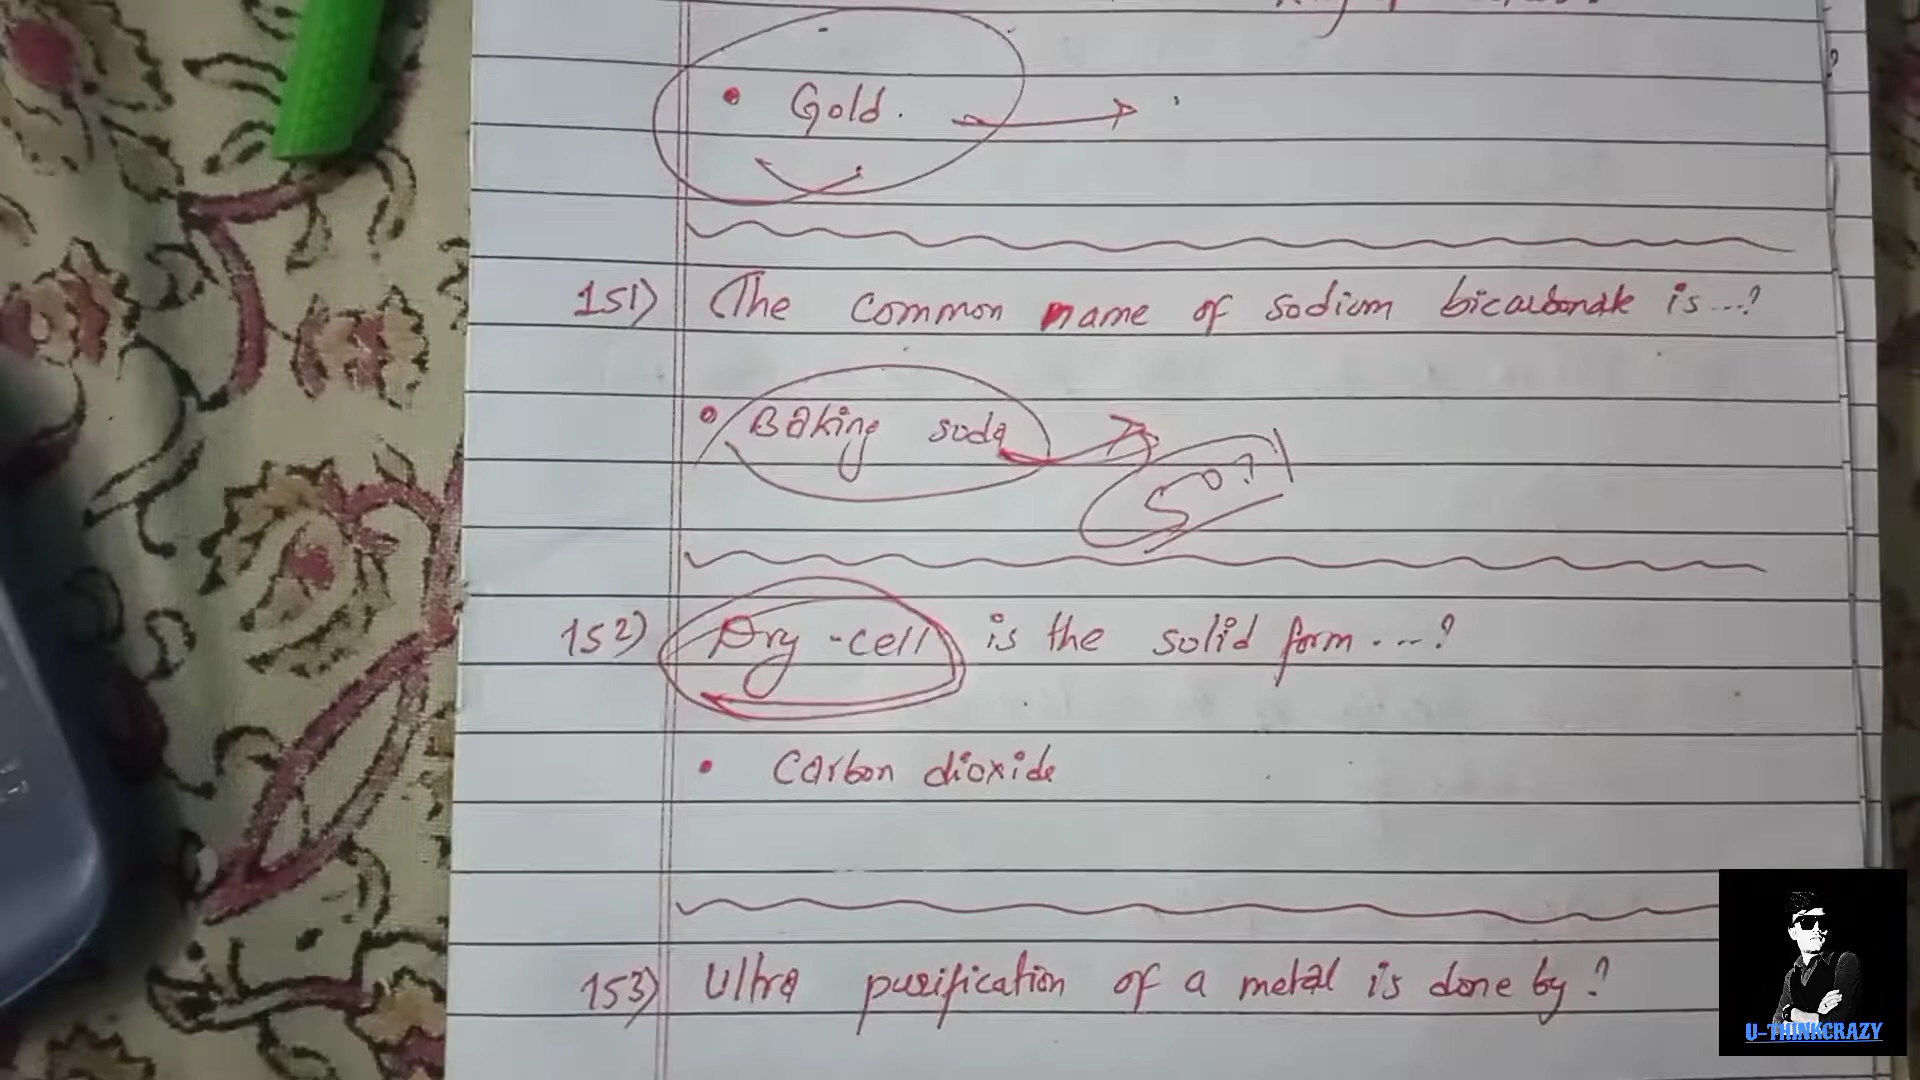 • Gold.
151) The common name of sodium bicarbonate is...?
• Baking soda
152) Dry-cell is the solid form....?
• Carbon dioxide
153) Ultra purification of a metal is done by?
U-THINKCRAZY